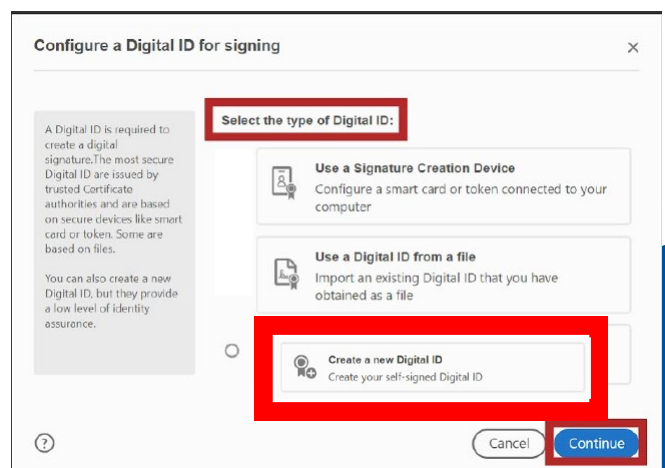 Configure a Digital ID for signing
A Digital ID is required to
create a digital
signature.The most secure
Digital ID are issued by
trusted Certificate
authorities and are based
on secure devices like smart
card or token. Some are
based on files.
You can also create a new
Digital ID, but they provide
a low level of identity
assurance.
Select the type of Digital ID:
Use a Signature Creation Device
Configure a smart card or token connected to your
computer
Use a Digital ID from a file
Import an existing Digital ID that you have
obtained as a file
Create a new Digital ID
Create your self-signed Digital ID
Cancel
Continue